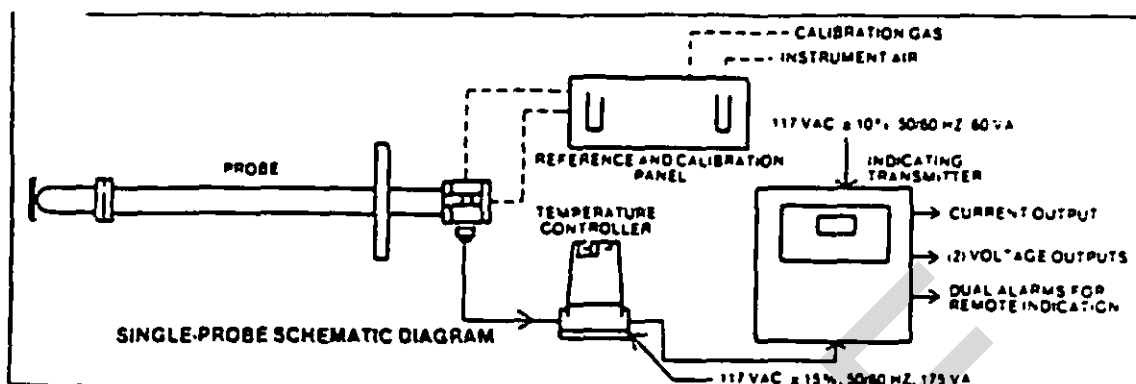 CALIBRATION GAS
INSTRUMENT AIR
117 VAC ± 10%, 50/60 HZ, 60 VA
PROBE
REFERENCE AND CALIBRATION
PANEL
INDICATING
TRANSMITTER
TEMPERATURE
CONTROLLER
CURRENT OUTPUT
(2) VOLTAGE OUTPUTS
DUAL ALARMS FOR
REMOTE INDICATION
SINGLE-PROBE SCHEMATIC DIAGRAM
117 VAC ± 15%, 50/60 HZ, 175 VA